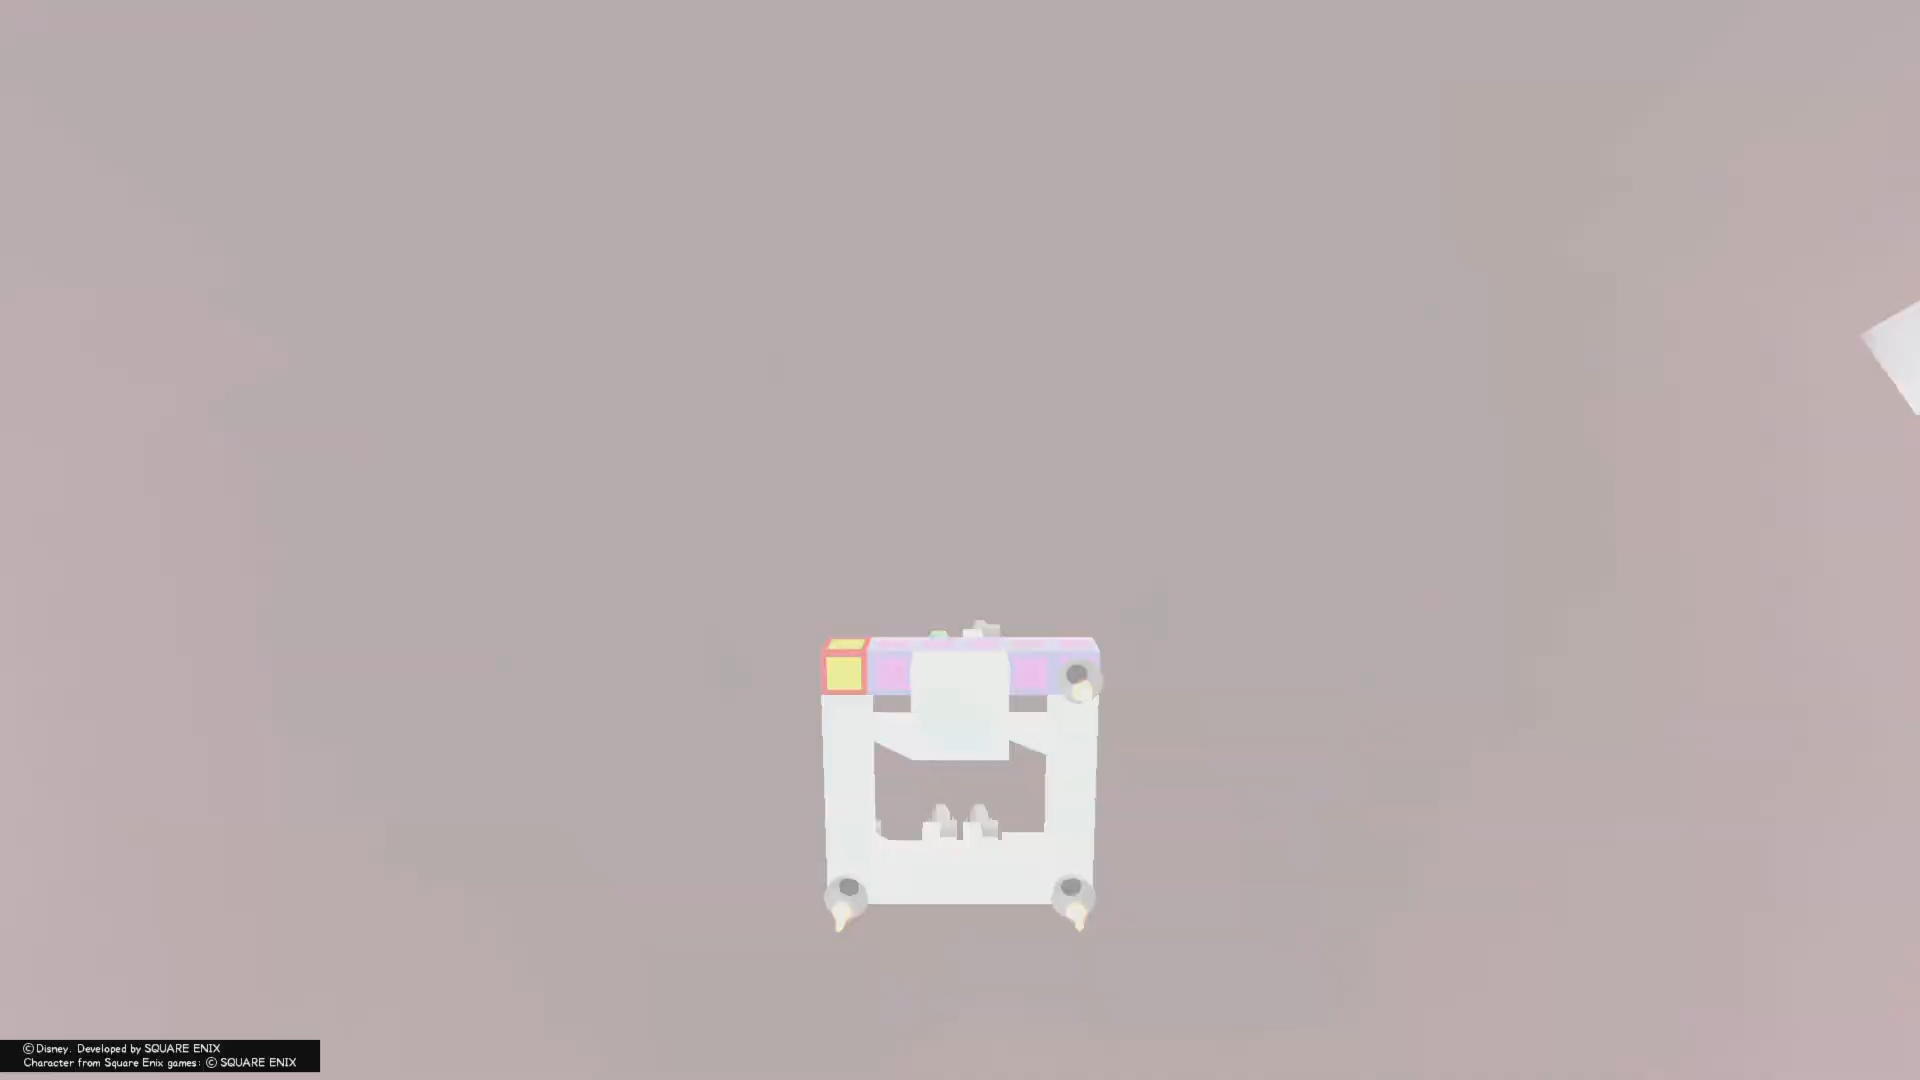 © Disney. Developed by SQUARE ENIX
Character from Square Enix games: © SQUARE ENIX